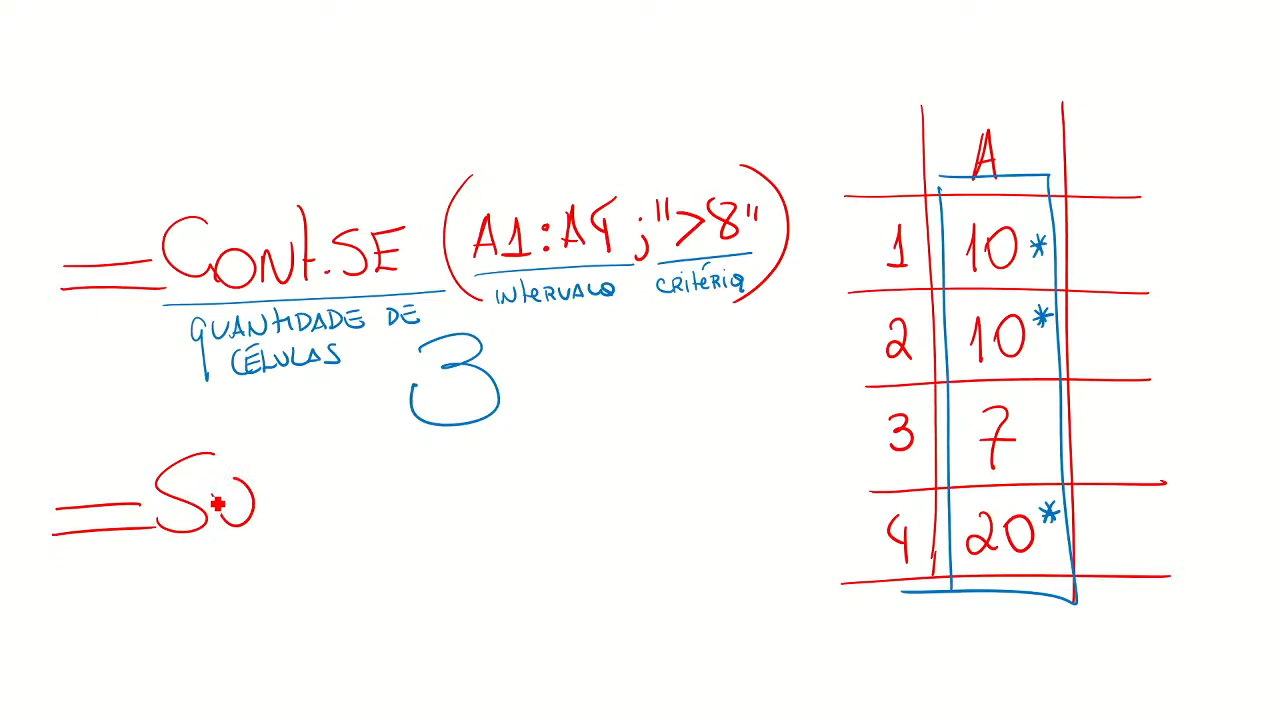 =CONT.SE (A1:A4;">8")
INTERVALO CRITÉRIO
QUANTIDADE DE
CÉLULAS
3
=SO
A
1 10*
2 10*
3 7
4 20*